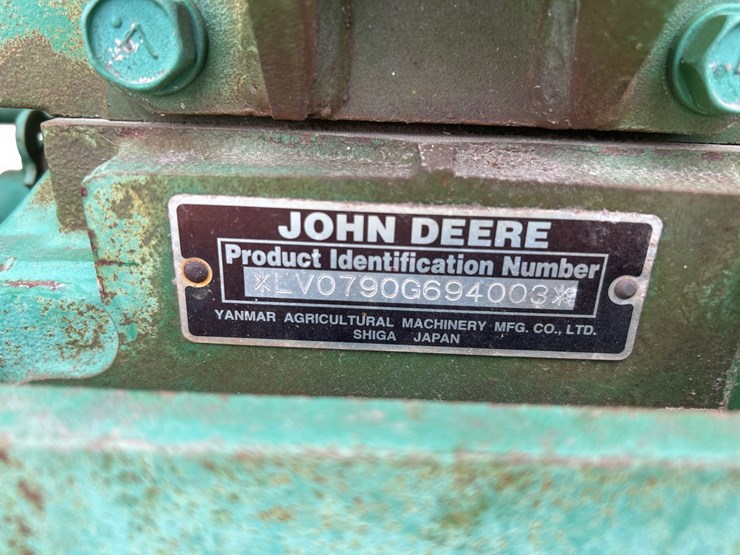 JOHN DEERE
Product Identification Number
*LV0790G694003*
YANMAR AGRICULTURAL MACHINERY MFG. CO., LTD.
SHIGA JAPAN